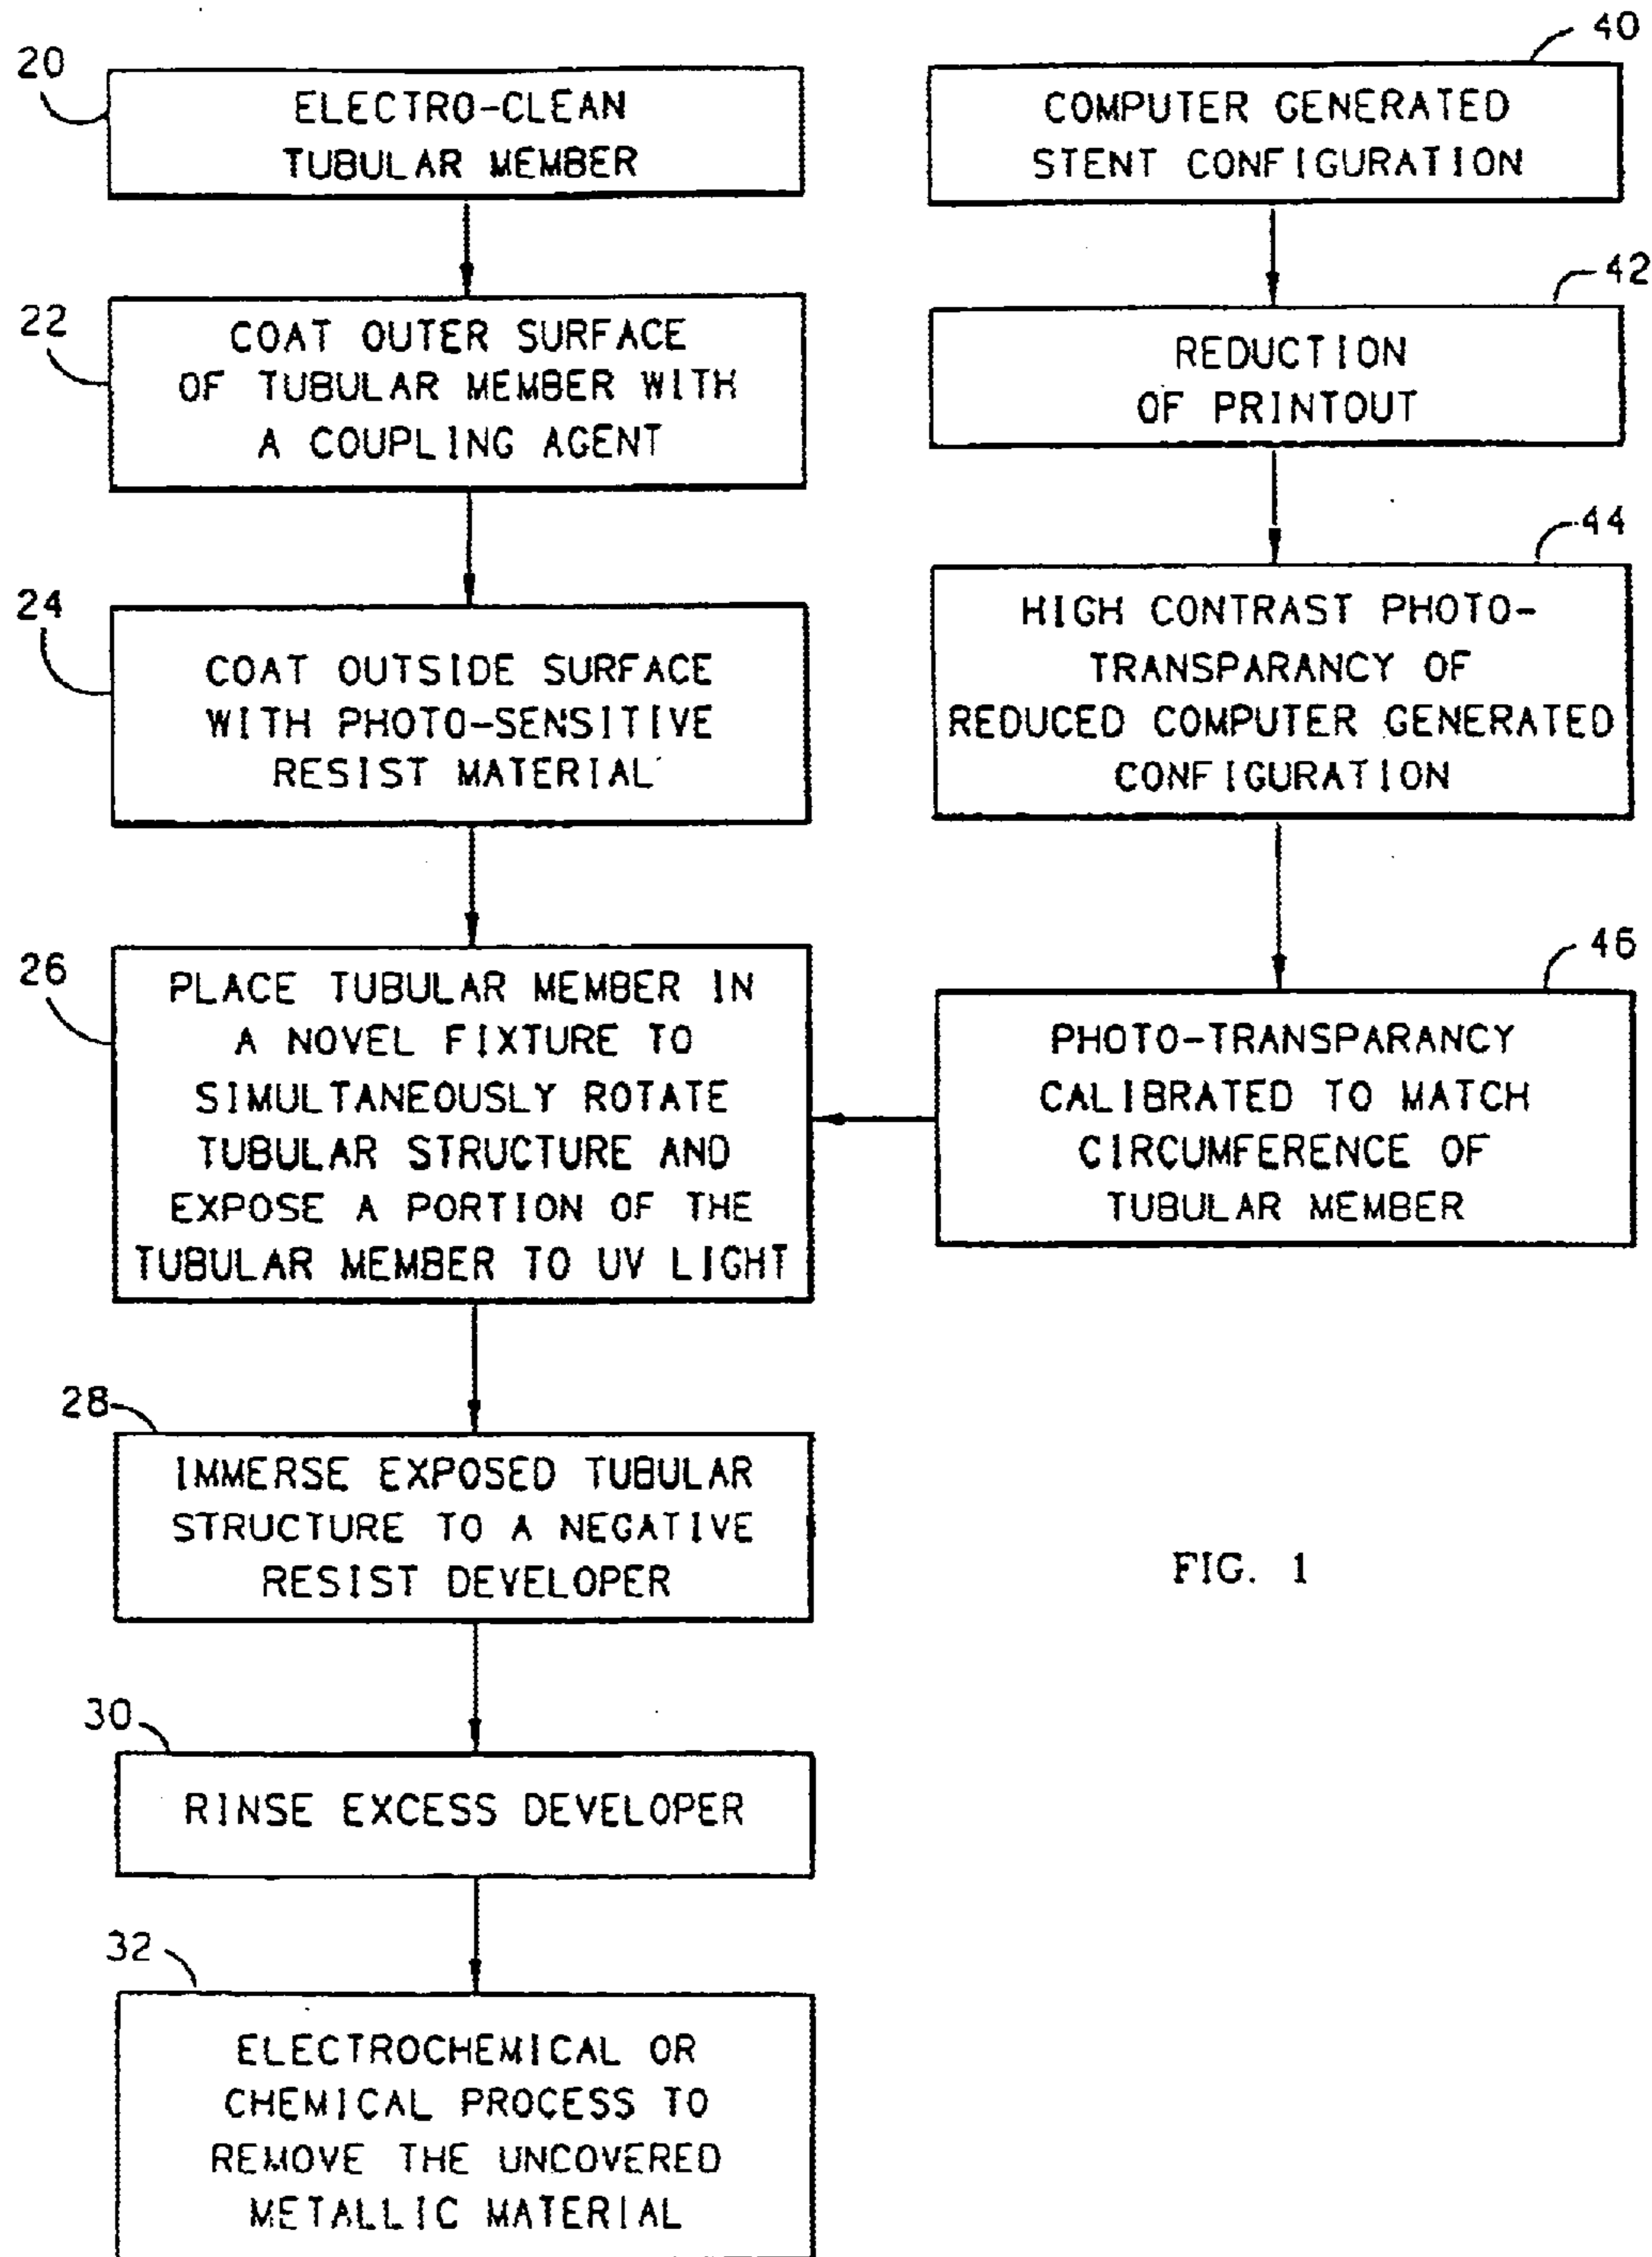 20
ELECTRO-CLEAN
TUBULAR MEMBER
22
COAT OUTER SURFACE
OF TUBULAR MEMBER WITH
A COUPLING AGENT
24
COAT OUTSIDE SURFACE
WITH PHOTO-SENSITIVE
RESIST MATERIAL
26
PLACE TUBULAR MEMBER IN
A NOVEL FIXTURE TO
SIMULTANEOUSLY ROTATE
TUBULAR STRUCTURE AND
EXPOSE A PORTION OF THE
TUBULAR MEMBER TO UV LIGHT
28
IMMERSE EXPOSED TUBULAR
STRUCTURE TO A NEGATIVE
RESIST DEVELOPER
30
RINSE EXCESS DEVELOPER
32
ELECTROCHEMICAL OR
CHEMICAL PROCESS TO
REMOVE THE UNCOVERED
METALLIC MATERIAL
40
COMPUTER GENERATED
STENT CONFIGURATION
42
REDUCTION
OF PRINTOUT
44
HIGH CONTRAST PHOTO-
TRANSPARANCY OF
REDUCED COMPUTER GENERATED
CONFIGURATION
46
PHOTO-TRANSPARANCY
CALIBRATED TO MATCH
CIRCUMFERENCE OF
TUBULAR MEMBER
FIG. 1